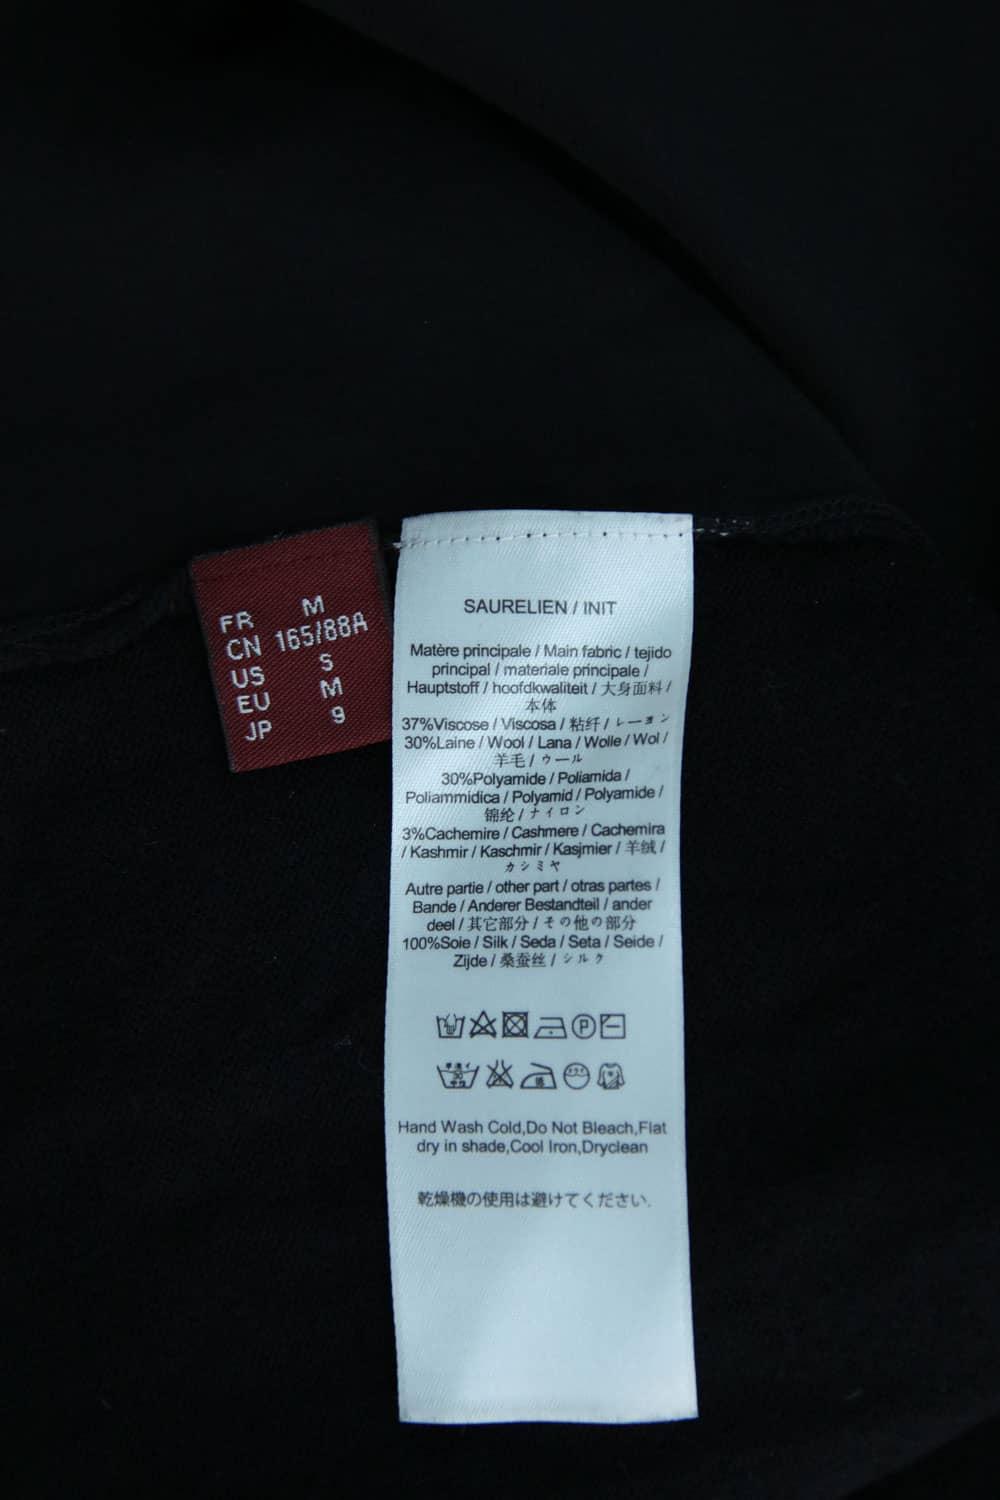 FR M
CN 165/88A
US S
EU M
JP 9
SAURELIEN / INIT
Matère principale / Main fabric / tejido
principal / materiale principale /
Hauptstoff / hoofdkwaliteit / 大身面料 /
本体
37%Viscose / Viscosa / 粘纤 / レーヨン
30%Laine / Wool / Lana / Wolle / Wol /
羊毛 / ウール
30%Polyamide / Poliamida /
Poliammidica / Polyamid / Polyamide /
锦纶 / ナイロン
3%Cachemire / Cashmere / Cachemira
/ Kashmir / Kaschmir / Kasjmier / 羊绒 /
カシミヤ
Autre partie / other part / otras partes /
Bande / Anderer Bestandteil / ander
deel / 其它部分 / その他の部分
100%Soie / Silk / Seda / Seta / Seide /
Zijde / 桑蚕丝 / シルク
P
30
Hand Wash Cold,Do Not Bleach,Flat
dry in shade,Cool Iron,Dryclean
乾燥機の使用は避けてください.